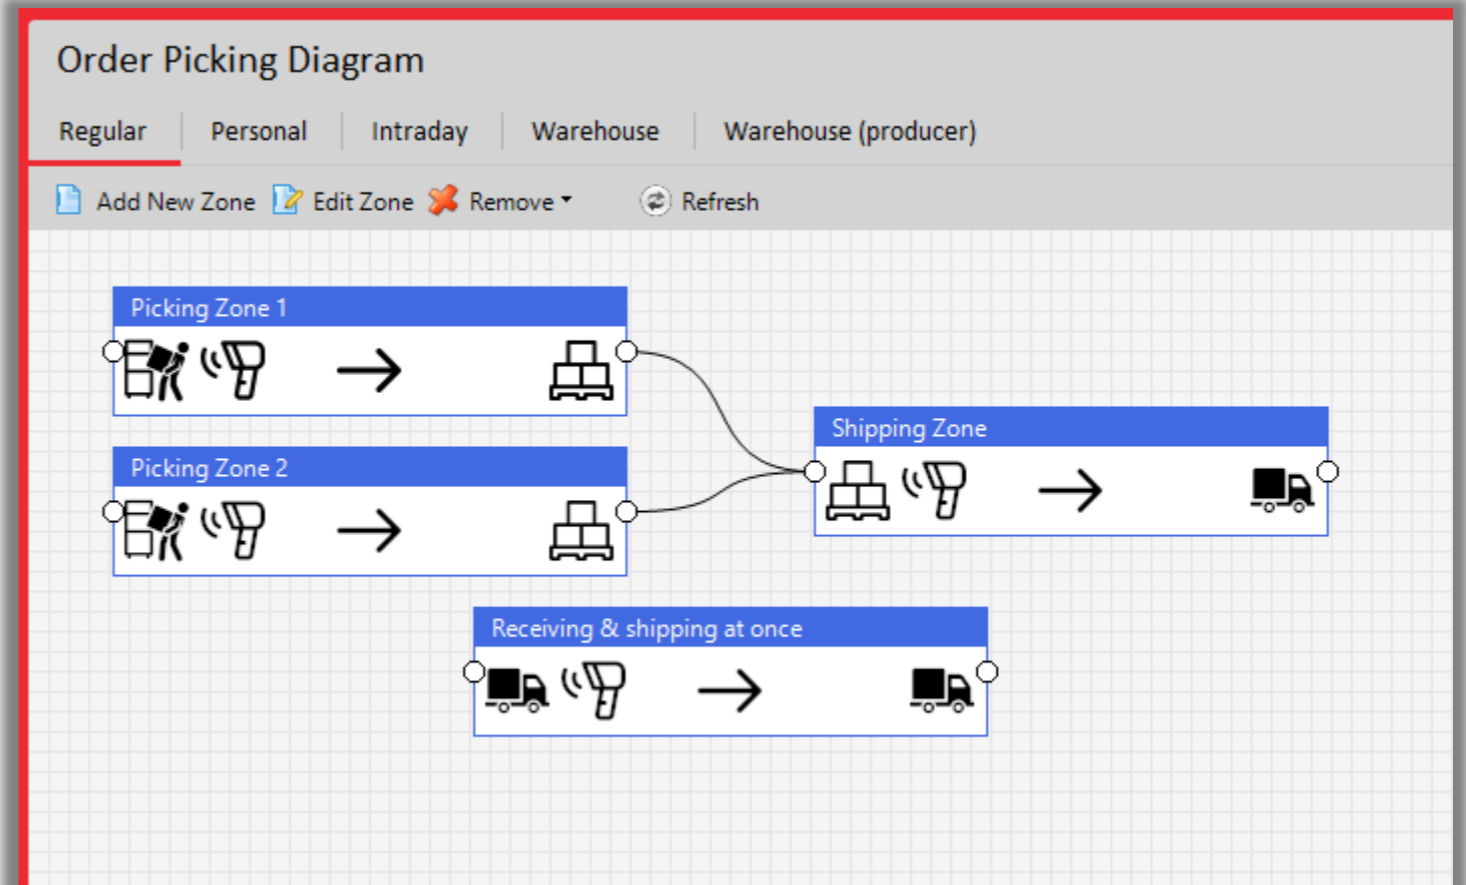 Order Picking Diagram
Regular Personal Intraday Warehouse Warehouse (producer)
Add New Zone Edit Zone Remove Refresh
Picking Zone 1
Shipping Zone
Picking Zone 2
Receiving & shipping at once